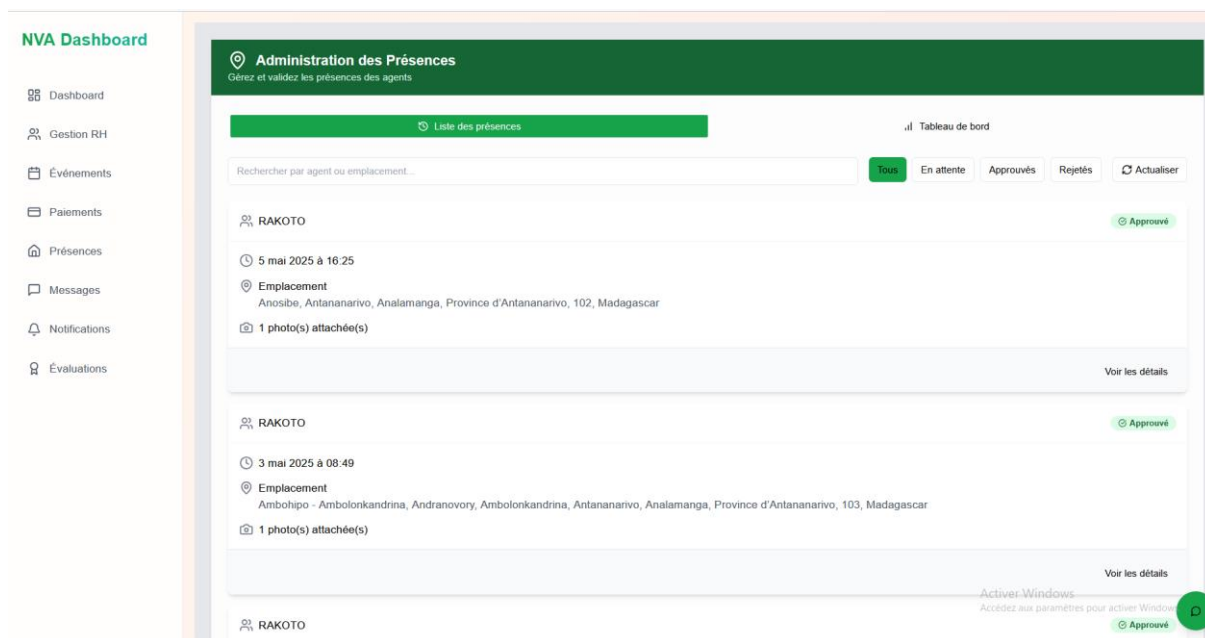 NVA Dashboard
Dashboard
Gestion RH
Événements
Paiements
Présences
Messages
Notifications
Évaluations
Administration des Présences
Gérez et validez les présences des agents
Liste des présences
Tableau de bord
Rechercher par agent ou emplacement...
Tous
En attente
Approuvés
Rejetés
Actualiser
RAKOTO
Approuvé
5 mai 2025 à 16:25
Emplacement
Anosibe, Antananarivo, Analamanga, Province d'Antananarivo, 102, Madagascar
1 photo(s) attachée(s)
Voir les détails
RAKOTO
Approuvé
3 mai 2025 à 08:49
Emplacement
Ambohipo - Ambolonkandrina, Andranovory, Ambolonkandrina, Antananarivo, Analamanga, Province d'Antananarivo, 103, Madagascar
1 photo(s) attachée(s)
Voir les détails
Activer Windows
Accédez aux paramètres pour activer Window
RAKOTO
Approuvé